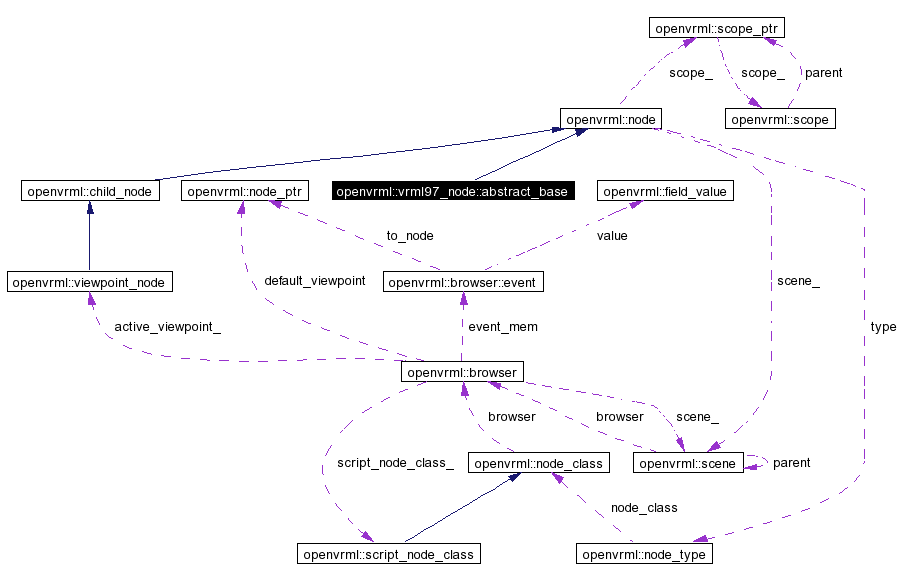 openvrml::scope_ptr
scope_
scope_
parent
openvrml::node
openvrml::scope
openvrml::child_node
openvrml::node_ptr
openvrml::vrml97_node::abstract_base
openvrml::field_value
to_node
value
openvrml::viewpoint_node
default_viewpoint
openvrml::browser::event
scene_
active_viewpoint_
event_mem
type
openvrml::browser
browser
browser
scene_
script_node_class_
openvrml::node_class
openvrml::scene
parent
node_class
openvrml::script_node_class
openvrml::node_type